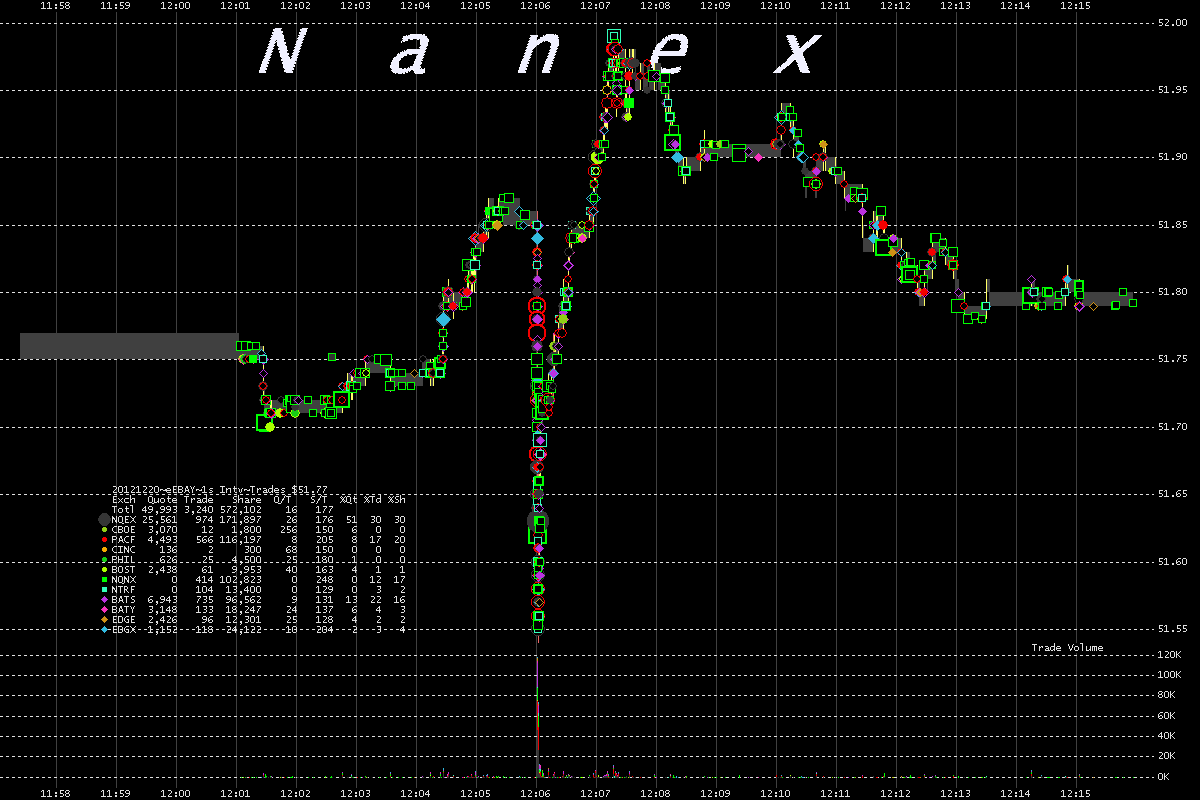 11:58 11:59 12:00 12:01 12:02 12:03 12:04 12:05 12:06 12:07 12:08 12:09 12:10 12:11 12:12 12:13 12:14 12:15
52.00
Nanex
51.95
51.90
51.85
51.80
51.75
51.70
51.65
20121220~eEBAY~1s Intv~Trades $51.77
Exch Quote Trade Share Q/T S/T %Qt %Td %Sh
Totl 49,993 3,240 572,102 16 177
NQEX 25,561 974 171,897 26 176 51 30 30
CBOE 3,070 12 1,800 256 150 6 0 0
PACF 4,493 566 116,197 8 205 8 17 20
CINC 136 2 300 68 150 0 0 0
PHIL 626 25 4,500 25 180 1 0 0
BOST 2,438 61 9,953 40 163 4 1 1
NQNX 0 414 102,823 0 248 0 12 17
NTRF 0 104 13,400 0 129 0 3 2
BATS 6,943 735 96,562 9 131 13 22 16
BATY 3,148 133 18,247 24 137 6 4 3
EDGE 2,426 96 12,301 25 128 4 2 2
EDGX 1,152 118 24,122 10 204 2 3 4
51.60
51.55
Trade Volume
120K
100K
80K
60K
40K
20K
0K
11:58 11:59 12:00 12:01 12:02 12:03 12:04 12:05 12:06 12:07 12:08 12:09 12:10 12:11 12:12 12:13 12:14 12:15